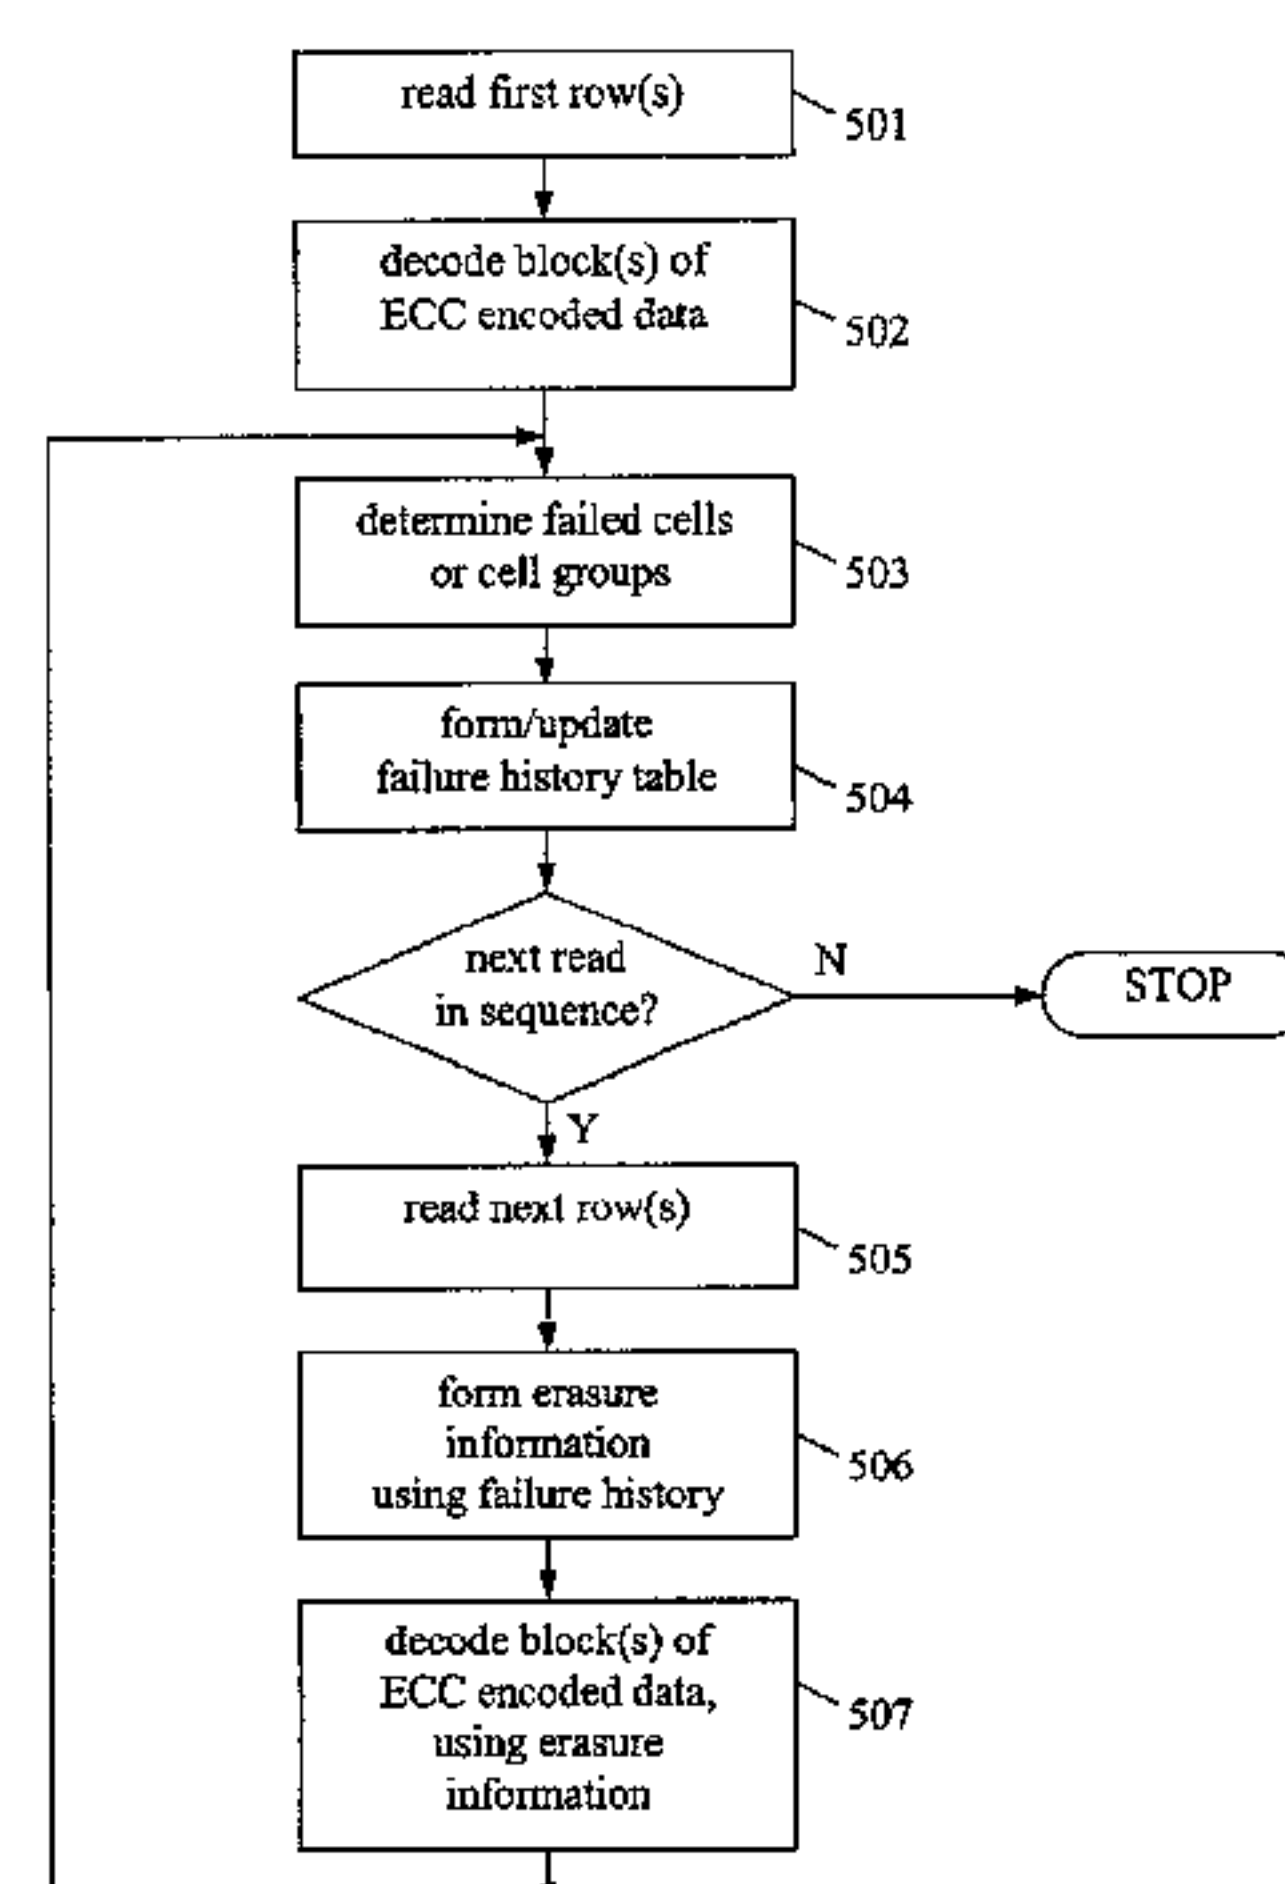 read first row(s)
501
decode block(s) of
ECC encoded data
502
determine failed cells
or cell groups
503
form/update
failure history table
504
next read
in sequence?
N
STOP
Y
read next row(s)
505
form erasure
information
using failure history
506
decode block(s) of
ECC encoded data,
using erasure
information
507